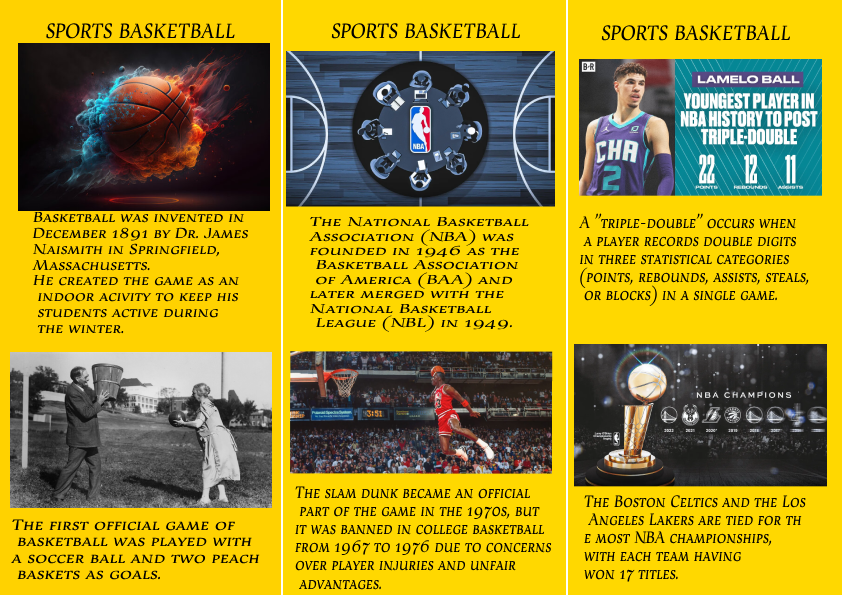 SPORTS BASKETBALL
BASKETBALL WAS INVENTED IN
DECEMBER 1891 BY DR. JAMES
NAISMITH IN SPRINGFIELD,
MASSACHUSETTS.
HE CREATED THE GAME AS AN
INDOOR ACIVITY TO KEEP HIS
STUDENTS ACTIVE DURING
THE WINTER.
THE FIRST OFFICIAL GAME OF
BASKETBALL WAS PLAYED WITH
A SOCCER BALL AND TWO PEACH
BASKETS AS GOALS.
SPORTS BASKETBALL
NBA
THE NATIONAL BASKETBALL
ASSOCIATION (NBA) WAS
FOUNDED IN 1946 AS THE
BASKETBALL ASSOCIATION
OF AMERICA (BAA) AND
LATER MERGED WITH THE
NATIONAL BASKETBALL
LEAGUE (NBL) IN 1949.
3:51
THE SLAM DUNK BECAME AN OFFICIAL
PART OF THE GAME IN THE 1970S, BUT
IT WAS BANNED IN COLLEGE BASKETBALL
FROM 1967 TO 1976 DUE TO CONCERNS
OVER PLAYER INJURIES AND UNFAIR
ADVANTAGES.
SPORTS BASKETBALL
B·R
LAMELO BALL
YOUNGEST PLAYER IN
NBA HISTORY TO POST
TRIPLE-DOUBLE
22 12 11
POINTS REBOUNDS ASSISTS
CHA
2
A "TRIPLE-DOUBLE" OCCURS WHEN
A PLAYER RECORDS DOUBLE DIGITS
IN THREE STATISTICAL CATEGORIES
(POINTS, REBOUNDS, ASSISTS, STEALS,
OR BLOCKS) IN A SINGLE GAME.
NBA CHAMPIONS
2022 2021 2020 2019
THE BOSTON CELTICS AND THE LOS
ANGELES LAKERS ARE TIED FOR TH
E MOST NBA CHAMPIONSHIPS,
WITH EACH TEAM HAVING
WON 17 TITLES.